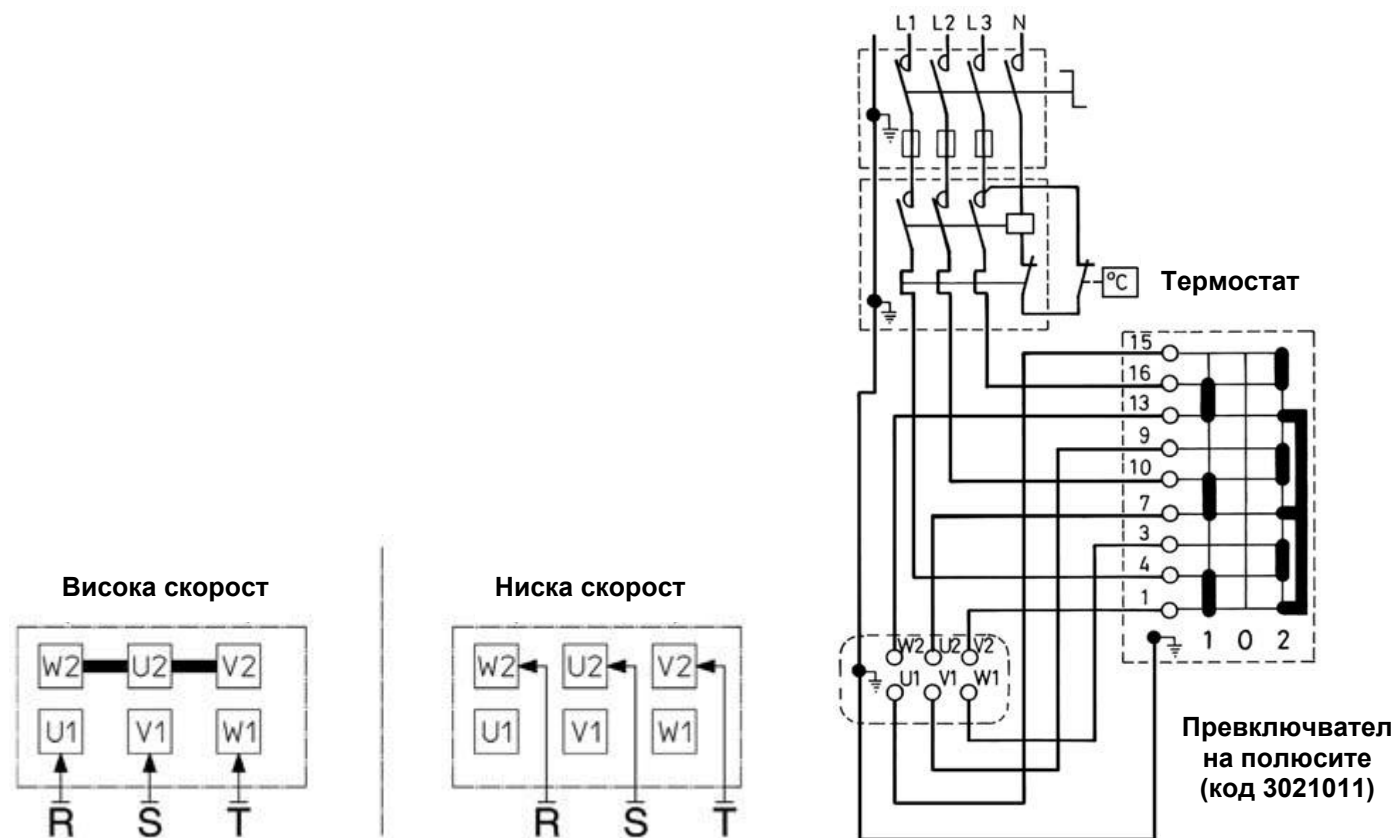 L1 L2 L3 N
°C Термостат
15
16
13
9
10
7
3
4
1
1 0 2
W2 U2 V2
U1 V1 W1
Превключвател
на полюсите
(код 3021011)
Висока скорост
W2 U2 V2
U1 V1 W1
R S T
Ниска скорост
W2 U2 V2
U1 V1 W1
R S T